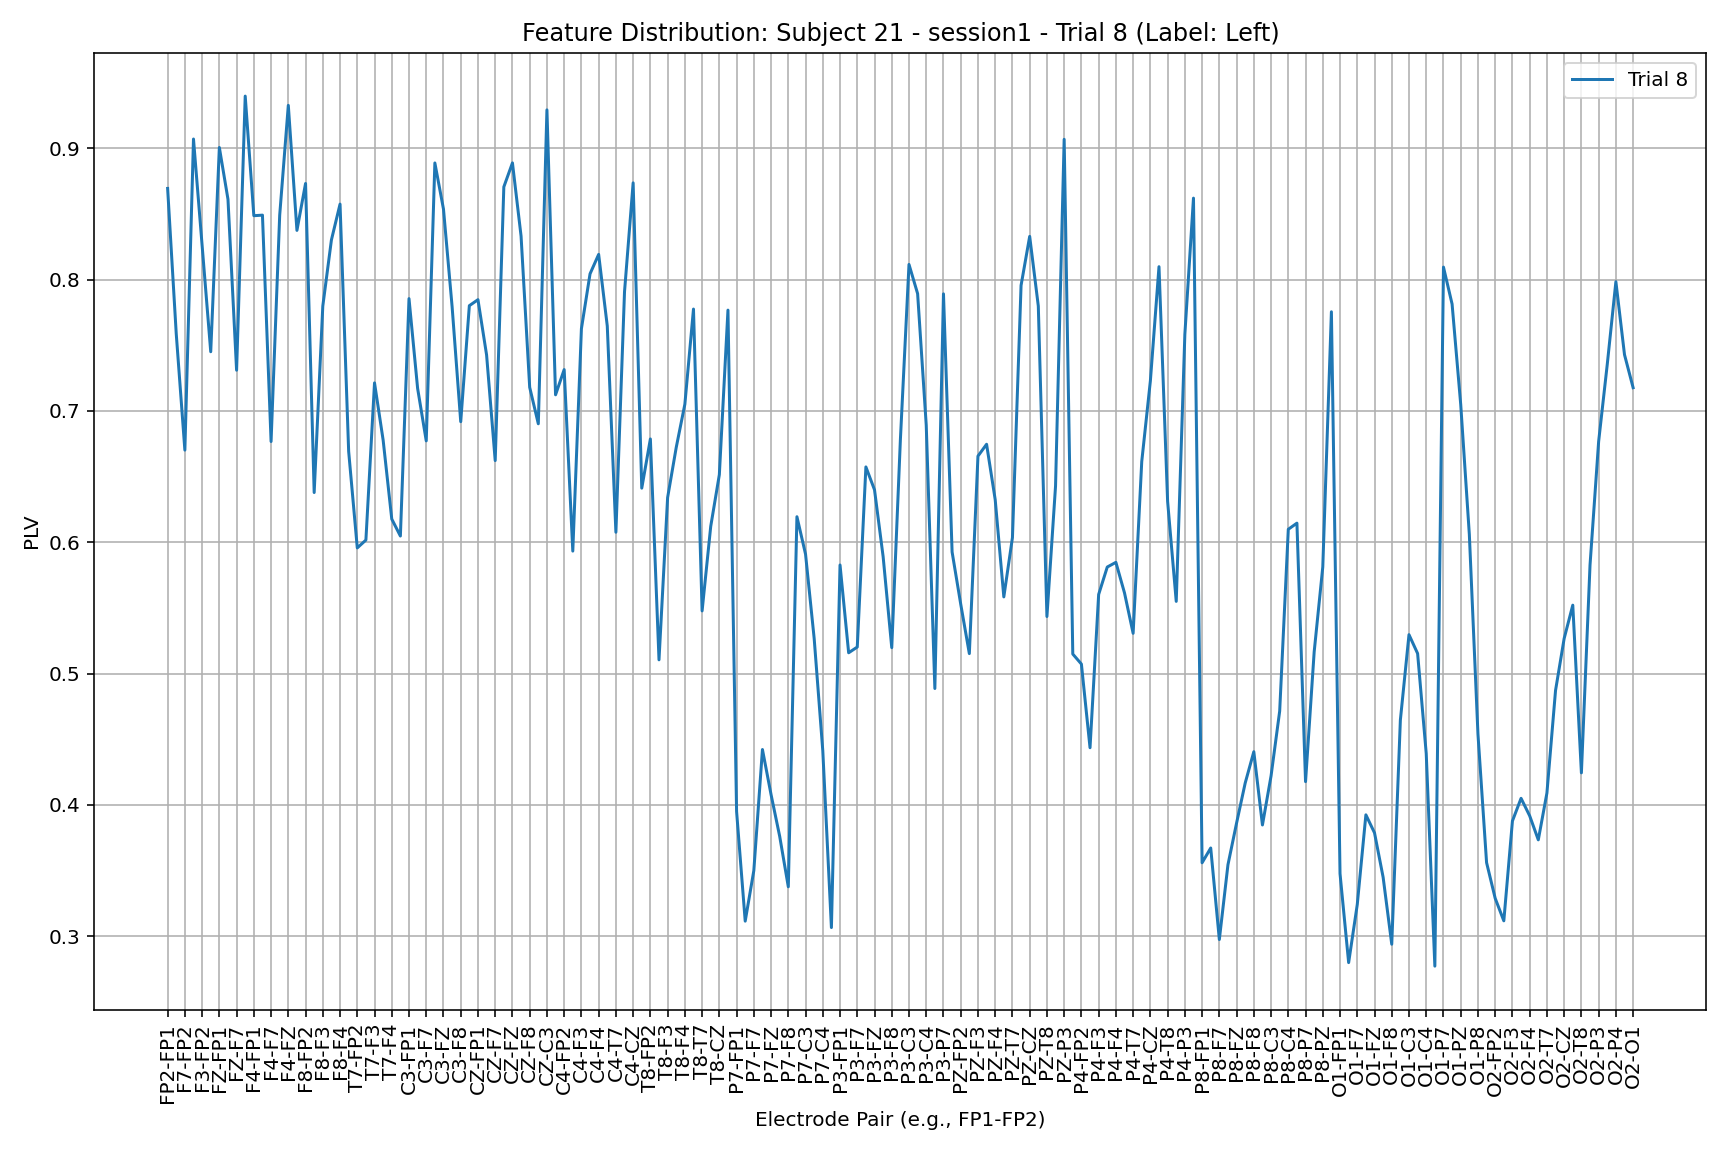 Feature Distribution: Subject 21 - session1 - Trial 8 (Label: Left)
Trial 8
0.9
0.8
0.7
0.6
0.5
0.4
0.3
PLV
FP2-FP1
F7-FP2
F3-FP2
FZ-FP1
FZ-F7
F4-FP1
F4-F7
F4-FZ
F8-FP2
F8-F3
F8-F4
T7-FP2
T7-F3
T7-F4
C3-FP1
C3-F7
C3-FZ
C3-F8
CZ-FP1
CZ-F7
CZ-FZ
CZ-F8
CZ-C3
C4-FP2
C4-F3
C4-F4
C4-T7
C4-CZ
T8-FP2
T8-F3
T8-F4
T8-T7
T8-CZ
P7-FP1
P7-F7
P7-FZ
P7-F8
P7-C3
P7-C4
P3-FP1
P3-F7
P3-FZ
P3-F8
P3-C3
P3-C4
P3-P7
PZ-FP2
PZ-F3
PZ-F4
PZ-T7
PZ-CZ
PZ-T8
PZ-P3
P4-FP2
P4-F3
P4-F4
P4-T7
P4-CZ
P4-T8
P4-P3
P8-FP1
P8-F7
P8-FZ
P8-F8
P8-C3
P8-C4
P8-P7
P8-PZ
O1-FP1
O1-F7
O1-FZ
O1-F8
O1-C3
O1-C4
O1-P7
O1-PZ
O1-P8
O2-FP2
O2-F3
O2-F4
O2-T7
O2-CZ
O2-T8
O2-P3
O2-P4
O2-O1
Electrode Pair (e.g., FP1-FP2)